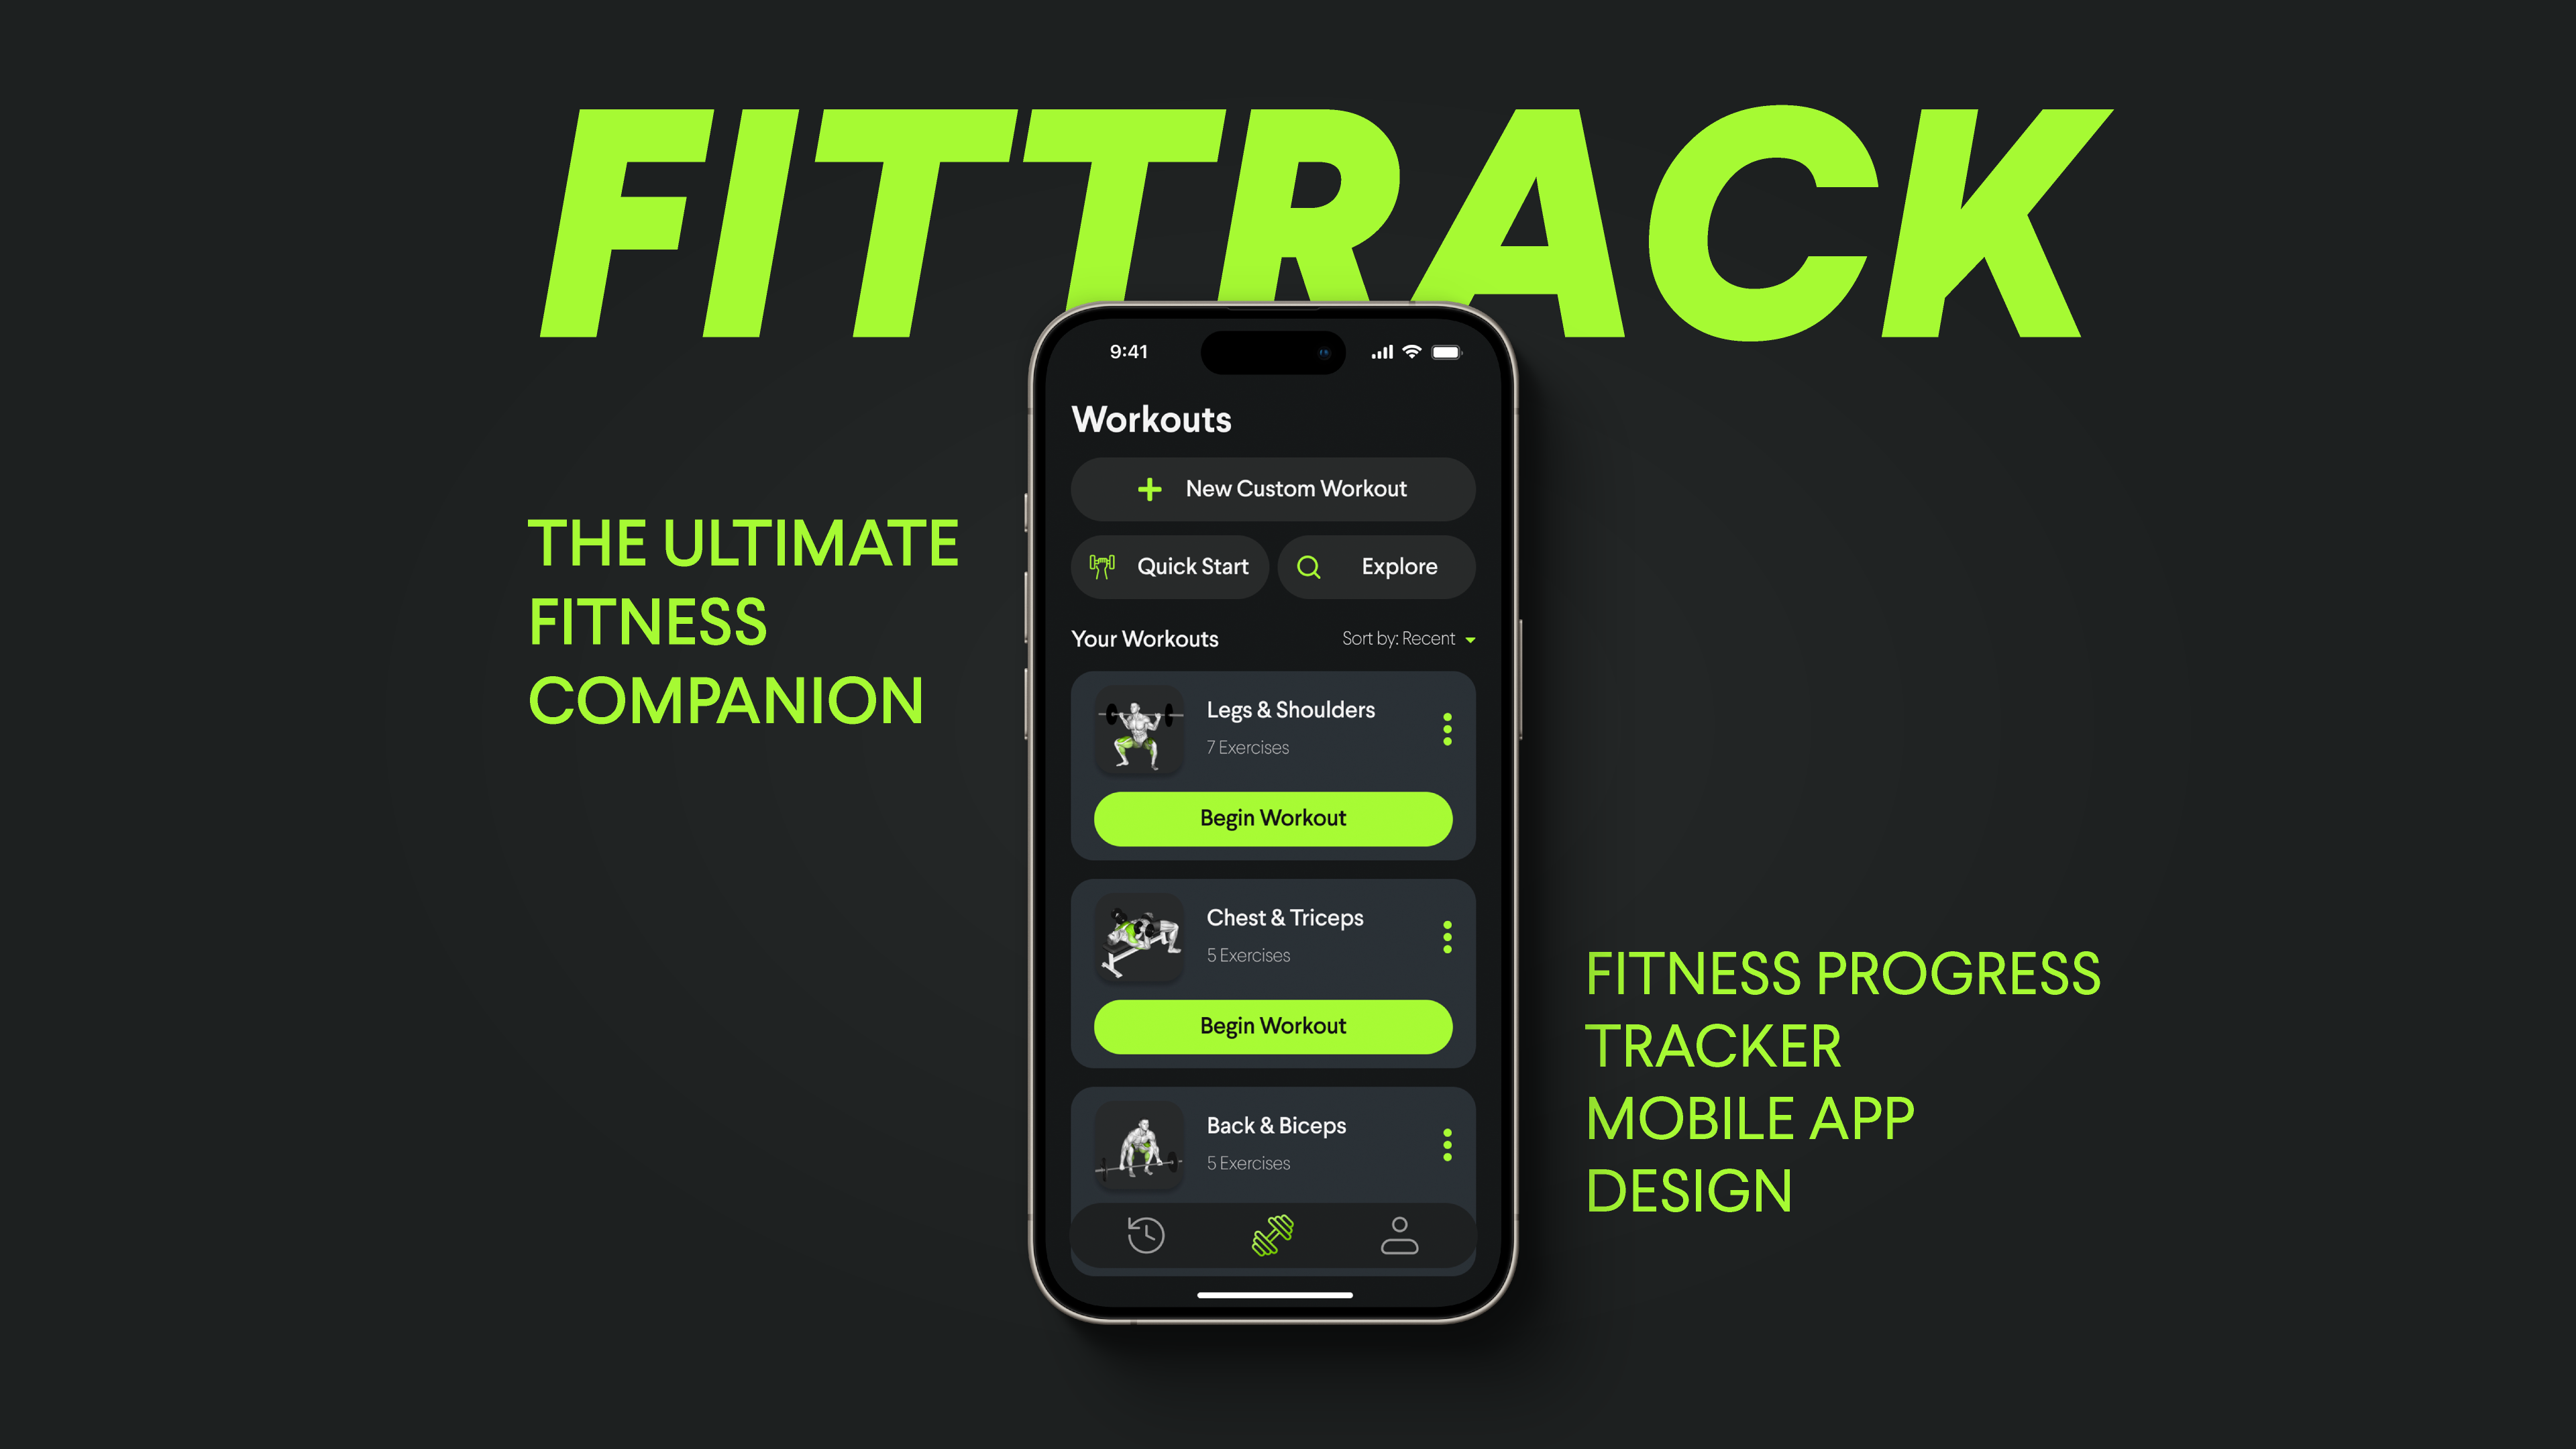 FITTRACK
9:41
Workouts
New Custom Workout
Quick Start
Explore
THE ULTIMATE
FITNESS
COMPANION
Your Workouts
Sort by: Recent
Legs & Shoulders
7 Exercises
Begin Workout
Chest & Triceps
5 Exercises
Begin Workout
Back & Biceps
5 Exercises
FITNESS PROGRESS
TRACKER
MOBILE APP
DESIGN